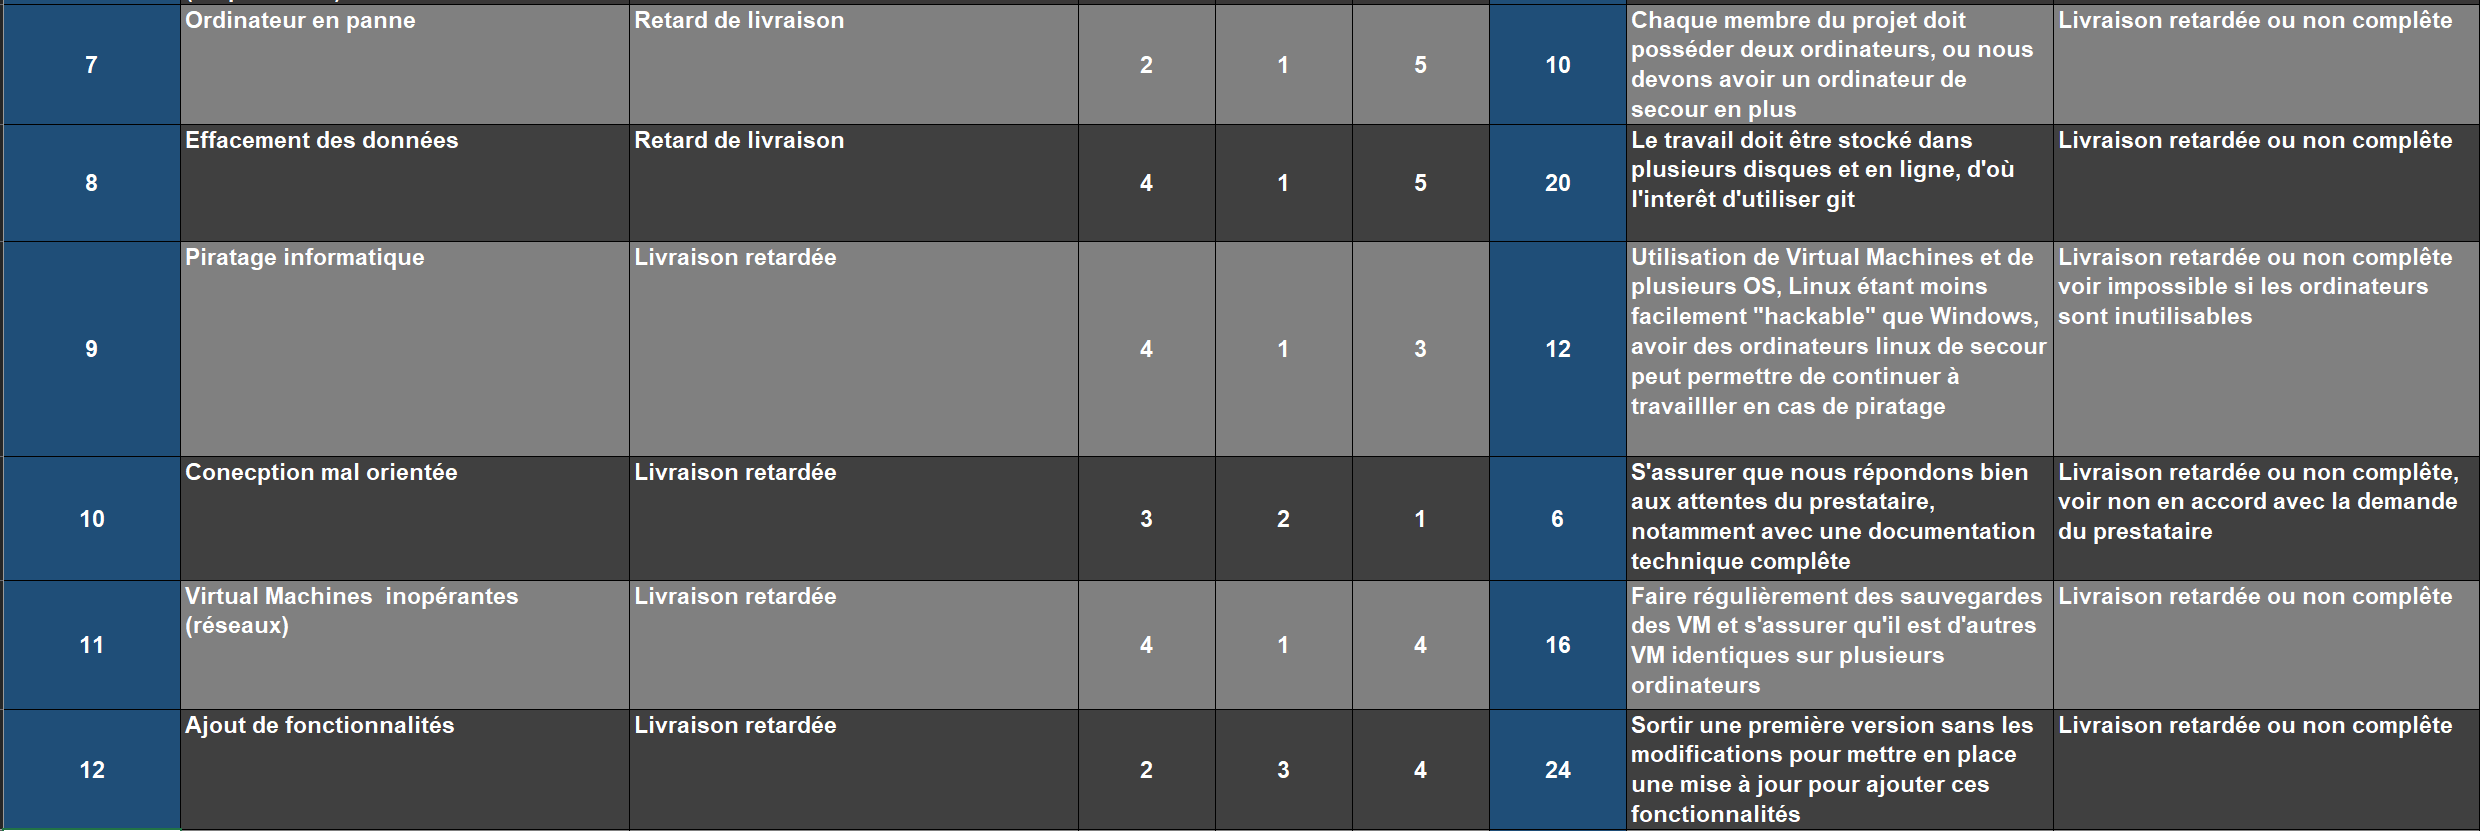 7
Ordinateur en panne
Retard de livraison
2
1
5
10
Chaque membre du projet doit
posséder deux ordinateurs, ou nous
devons avoir un ordinateur de
secour en plus
Livraison retardée ou non complête
8
Effacement des données
Retard de livraison
4
1
5
20
Le travail doit être stocké dans
plusieurs disques et en ligne, d'où
l'interêt d'utiliser git
Livraison retardée ou non complête
9
Piratage informatique
Livraison retardée
4
1
3
12
Utilisation de Virtual Machines et de
plusieurs OS, Linux étant moins
facilement "hackable" que Windows,
avoir des ordinateurs linux de secour
peut permettre de continuer à
travailller en cas de piratage
Livraison retardée ou non complête
voir impossible si les ordinateurs
sont inutilisables
10
Conecption mal orientée
Livraison retardée
3
2
1
6
S'assurer que nous répondons bien
aux attentes du prestataire,
notamment avec une documentation
technique complête
Livraison retardée ou non complête,
voir non en accord avec la demande
du prestataire
11
Virtual Machines  inopérantes
(réseaux)
Livraison retardée
4
1
4
16
Faire régulièrement des sauvegardes
des VM et s'assurer qu'il est d'autres
VM identiques sur plusieurs
ordinateurs
Livraison retardée ou non complête
12
Ajout de fonctionnalités
Livraison retardée
2
3
4
24
Sortir une première version sans les
modifications pour mettre en place
une mise à jour pour ajouter ces
fonctionnalités
Livraison retardée ou non complête